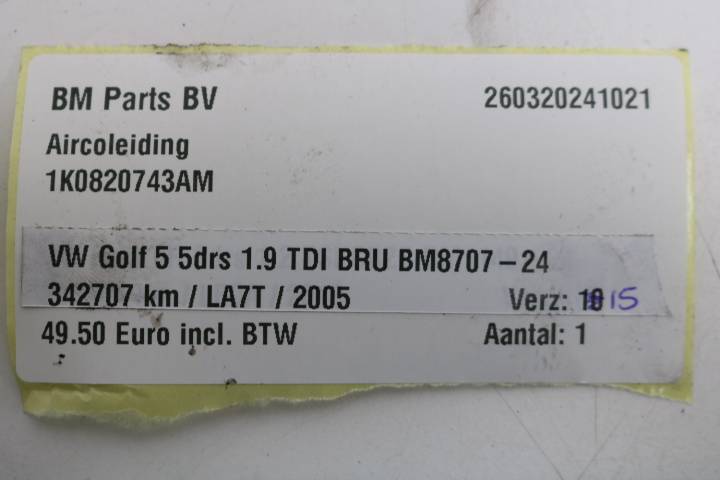 BM Parts BV 260320241021
Aircoleiding
1K0820743AM
VW Golf 5 5drs 1.9 TDI BRU BM8707-24
342707 km / LA7T / 2005 Verz: 15
49.50 Euro incl. BTW Aantal: 1